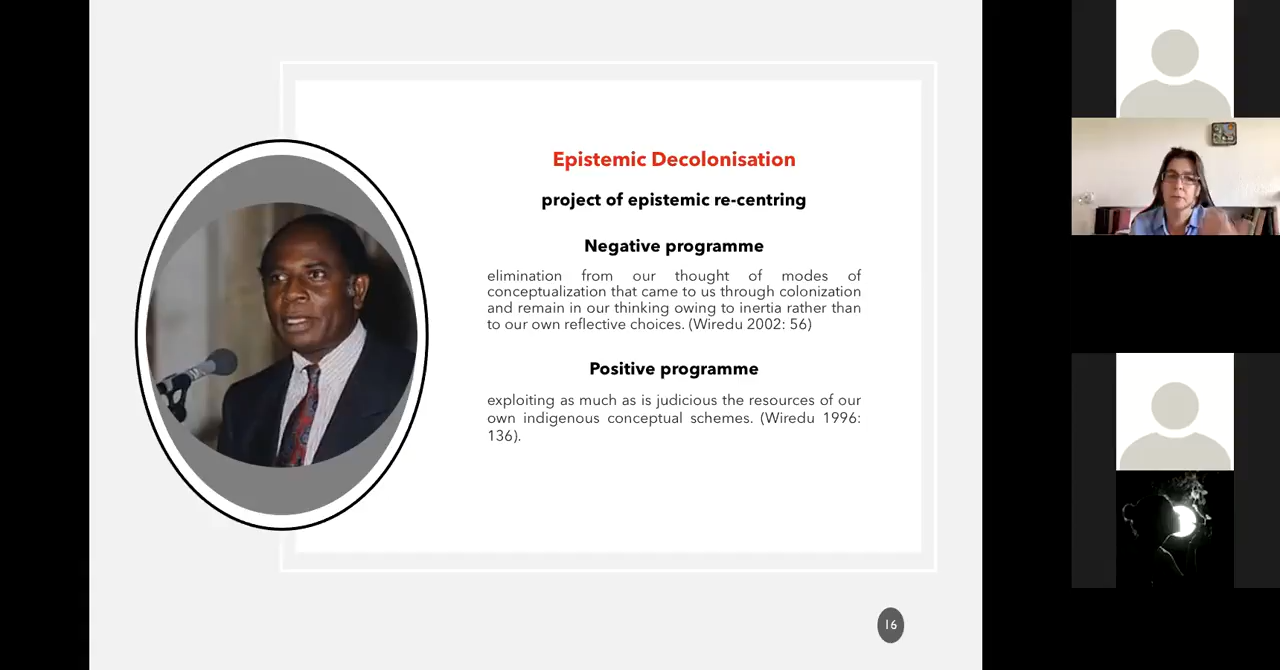 Epistemic Decolonisation
project of epistemic re-centring
Negative programme
elimination from our thought of modes of
conceptualization that came to us through colonization
and remain in our thinking owing to inertia rather than
to our own reflective choices. (Wiredu 2002: 56)
Positive programme
exploiting as much as is judicious the resources of our
own indigenous conceptual schemes. (Wiredu 1996:
136).
16